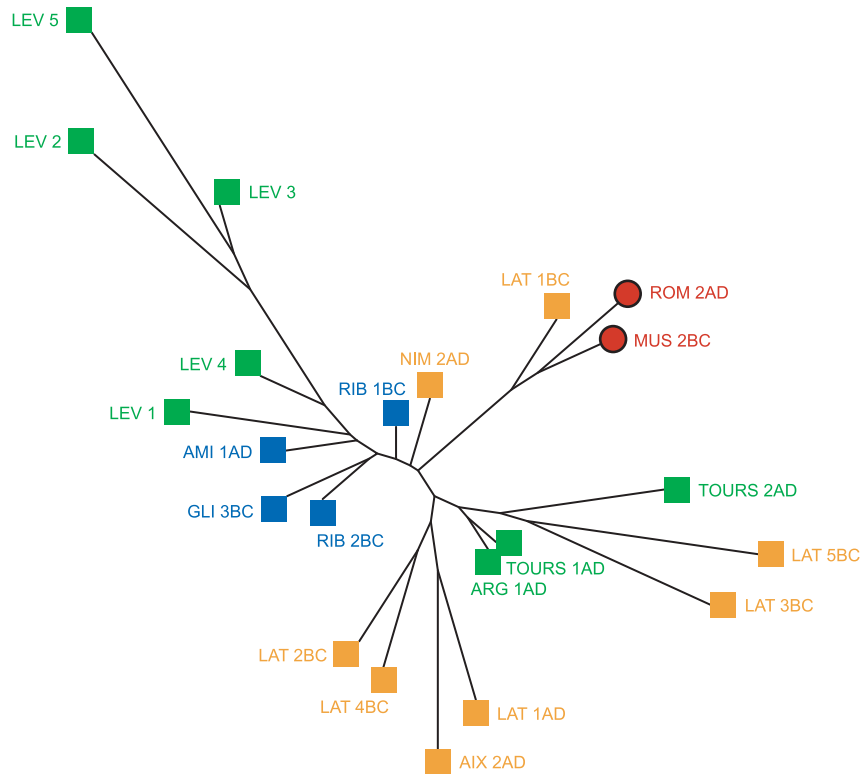 LEV 5
LEV 2
LEV 3
LAT 1BC
ROM 2AD
MUS 2BC
NIM 2AD
LEV 4
RIB 1BC
LEV 1
AMI 1AD
TOURS 2AD
GLI 3BC
RIB 2BC
LAT 5BC
TOURS 1AD
ARG 1AD
LAT 3BC
LAT 2BC
LAT 4BC
LAT 1AD
AIX 2AD